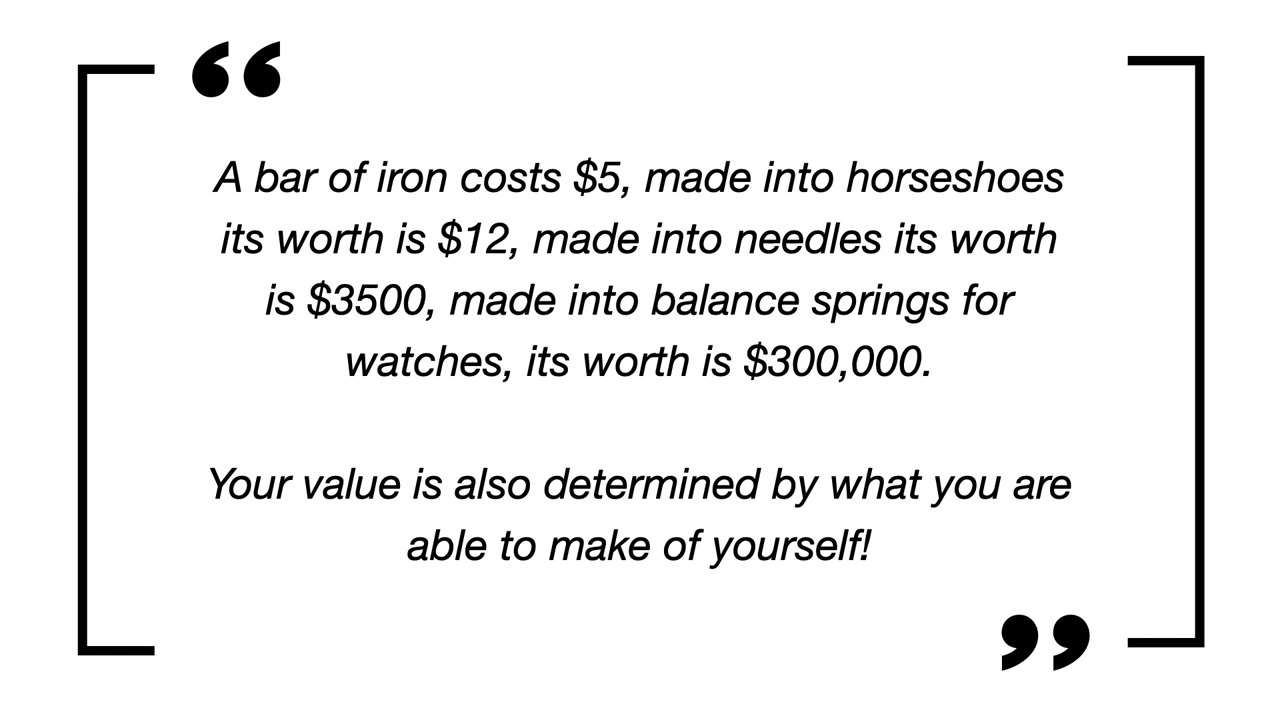 “
A bar of iron costs $5, made into horseshoes
its worth is $12, made into needles its worth
is $3500, made into balance springs for
watches, its worth is $300,000.
Your value is also determined by what you are
able to make of yourself!
”